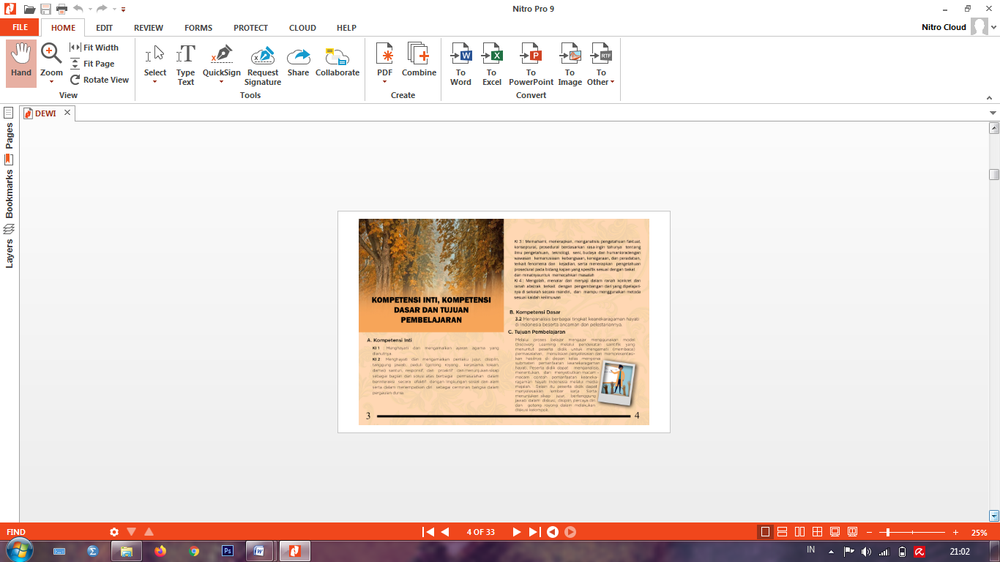 Nitro Pro 9
FILE
HOME
EDIT
REVIEW
FORMS
PROTECT
CLOUD
HELP
Nitro Cloud
Hand
Zoom
Fit Width
Fit Page
Rotate View
View
Select
Type
Text
QuickSign
Request
Signature
Share
Collaborate
Tools
PDF
Combine
Create
To
Word
To
Excel
To
PowerPoint
To
Image
To
Other
Convert
DEWI
Pages
Bookmarks
Layers
KOMPETENSI INTI, KOMPETENSI
DASAR DAN TUJUAN
PEMBELAJARAN
A. Kompetensi Inti
KI 1 : Menghayati dan mengamalkan ajaran agama yang
dianutnya.
KI 2 : Menghayati dan mengamalkan perilaku jujur, disiplin,
tanggung jawab, peduli (gotong royong, kerjasama, toleran,
damai) santun, responsif dan proaktif dan menunjukan sikap
sebagai bagian dari solusi atas berbagai permasalahan dalam
berinteraksi secara efektif dengan lingkungan sosial dan alam
serta dalam menempatkan diri sebagai cerminan bangsa dalam
pergaulan dunia.
3
KI 3 : Memahami, menerapkan, menganalisis pengetahuan faktual,
konseptural, prosedural berdasarkan rasa ingin tahunya tentang
ilmu pengetahuan, teknologi, seni, budaya dan humanioradengan
wawasan kemanusiaan kebangsaan, kenegaraan, dan peradaban,
terkait fenomena dan kejadian, serta menerapkan pengetahuan
prosedural pada bidang kajian yang spesifik sesuai dengan bakat
dan minatnyauntuk memecahkan masalah
KI 4 : Mengolah, menalar dan menyaji dalam ranah konkret dan
ranah abstrak terkait dengan pengembangan dari yang dipelajari-
nya di sekolah secara mandiri, dan mampu menggunakan metoda
sesuai kaidah keilmuwan
B. Kompetensi Dasar
3.2 Menganalisis berbagai tingkat keanekaragaman hayati
di Indonesia beserta ancaman dan pelestariannya.
C. Tujuan Pembelajaran
Melalui proses belajar mengajar menggunakan model
Discovery Learning melalui pendekatan saintifik yang
menuntut peserta didik untuk mengamati (membaca)
permasalahan, menuliskan penyelesaian dan mempresentasi-
kan hasilnya di depan kelas mengenai
submateri pemanfaatan keanekaragaman
hayati. Peserta didik dapat menganalisis,
menentukan, dan menyebutkan macam -
macam contoh pemanfaatan keaneka-
ragaman hayati Indonesia melalui media
majalah. Selain itu peserta didik dapat
menyelesaikan lembar kerja. Serta
menunjukan sikap jujur, bertanggung
jawab dalam diskusi, disiplin, percaya diri
dan gotong royong dalam melakukan
diskusi kelompok.
4
FIND
4 OF 33
25%
Ps
IN
21:02